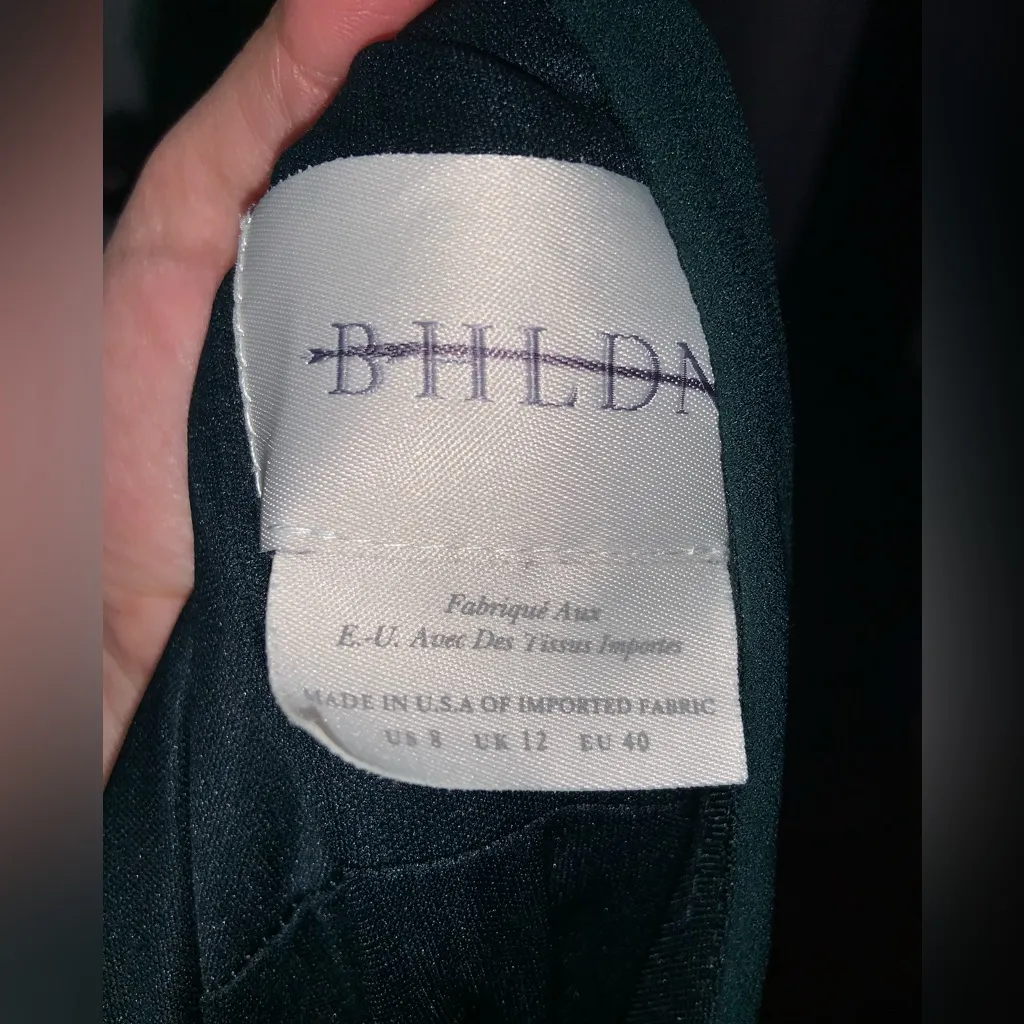 BHLDN
Fabriqué Aux
E.-U. Avec Des Tissus Importes
MADE IN U.S.A OF IMPORTED FABRIC
US 8 UK 12 EU 40